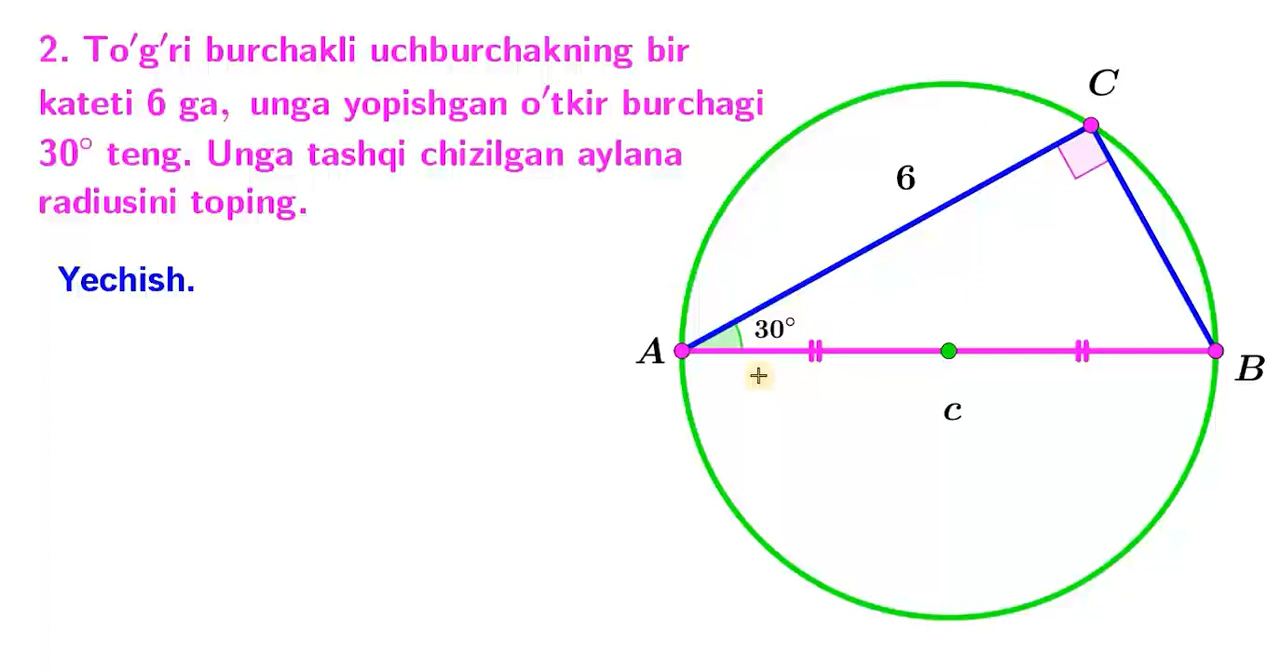 2. To′g′ri burchakli uchburchakning bir
kateti 6 ga, unga yopishgan o′tkir burchagi
30° teng. Unga tashqi chizilgan aylana
radiusini toping.
Yechish.
C
6
30°
A
B
c